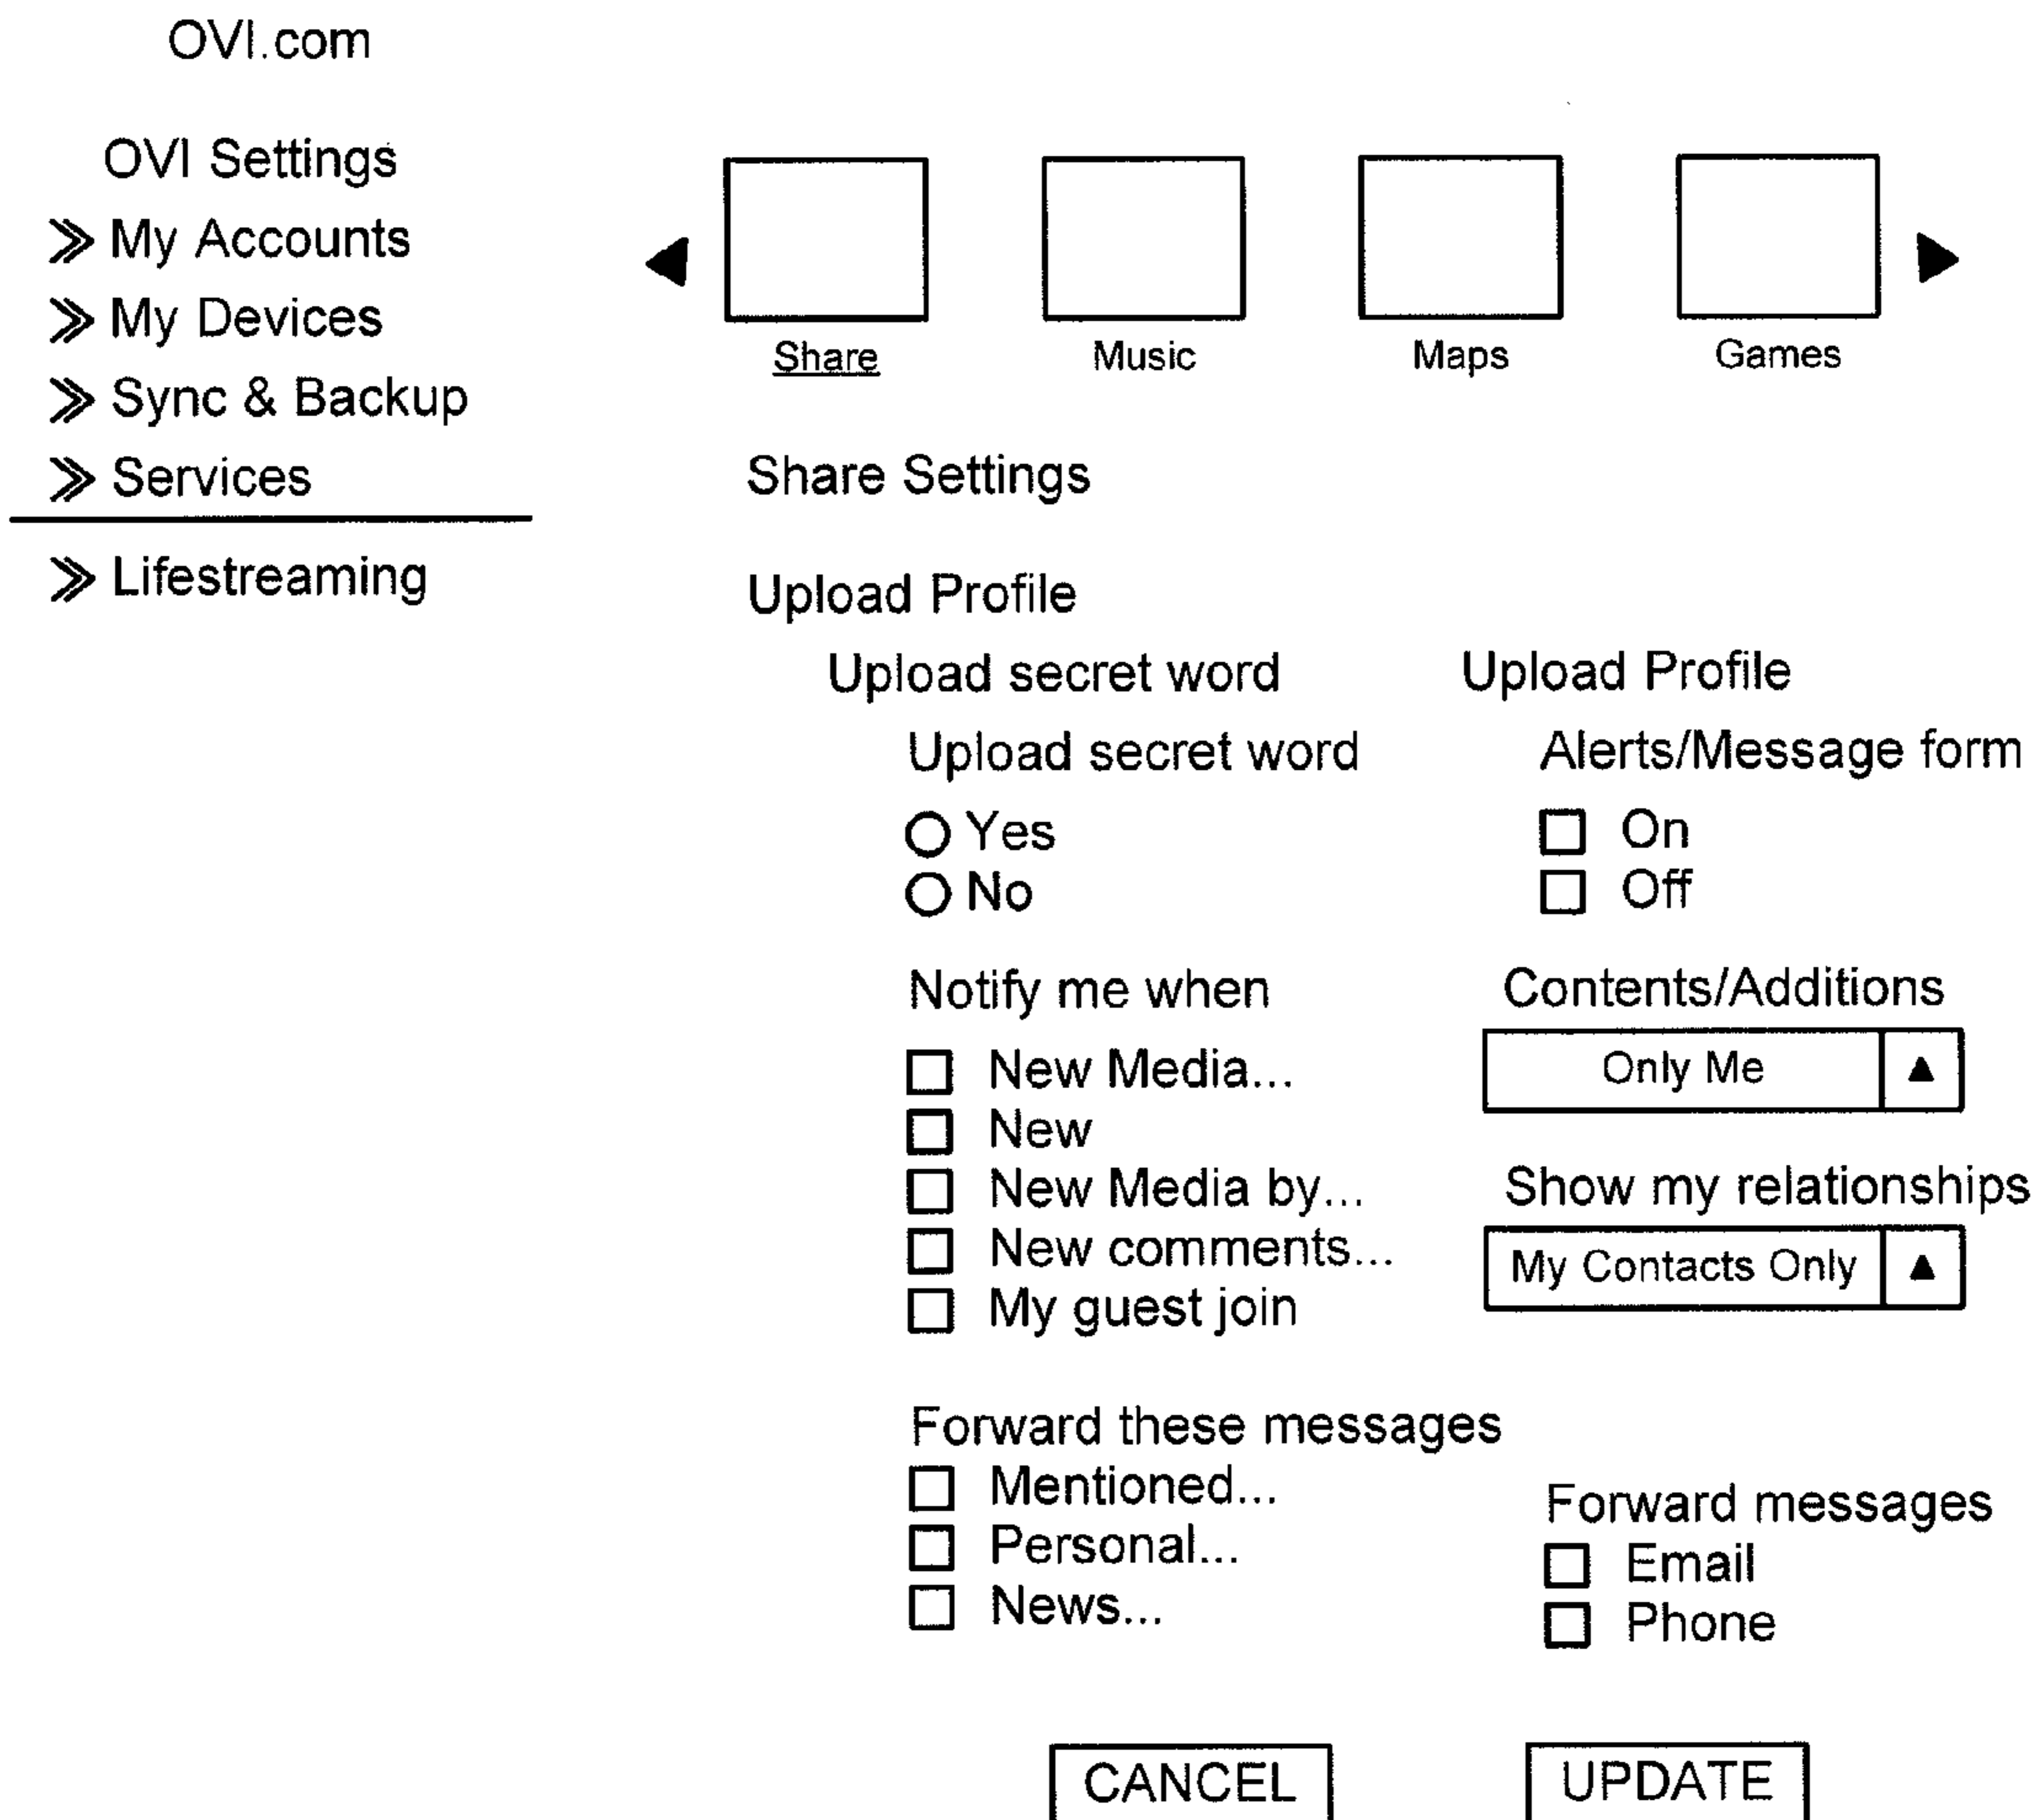 OVI.com
OVI Settings
My Accounts
My Devices
Sync & Backup
Services
Lifestreaming
Share Music Maps Games
Share Settings
Upload Profile
Upload secret word
Upload secret word
Yes
No
Notify me when
New Media...
New
New Media by...
New comments...
My guest join
Forward these messages
Mentioned...
Personal...
News...
Upload Profile
Alerts/Message form
On
Off
Contents/Additions
Only Me
Show my relationships
My Contacts Only
Forward messages
Email
Phone
CANCEL UPDATE